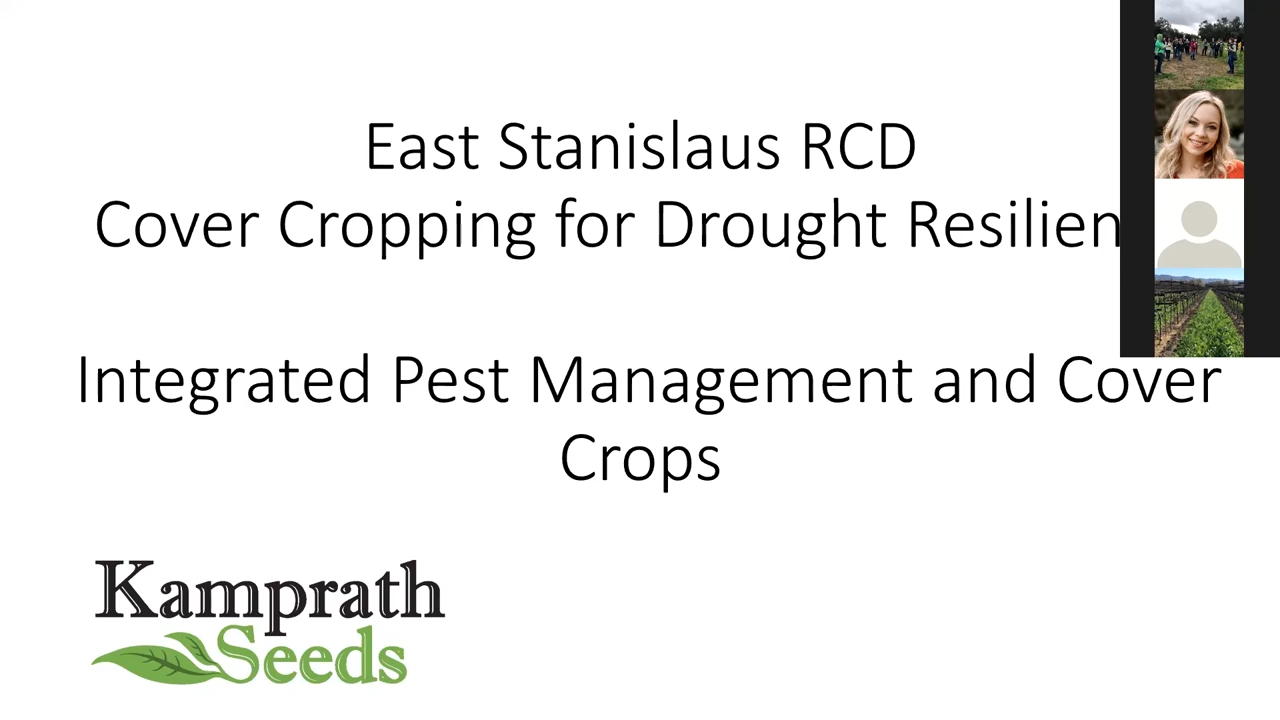 East Stanislaus RCD
Cover Cropping for Drought Resilien
Integrated Pest Management and Cover
Crops
Kamprath
Seeds